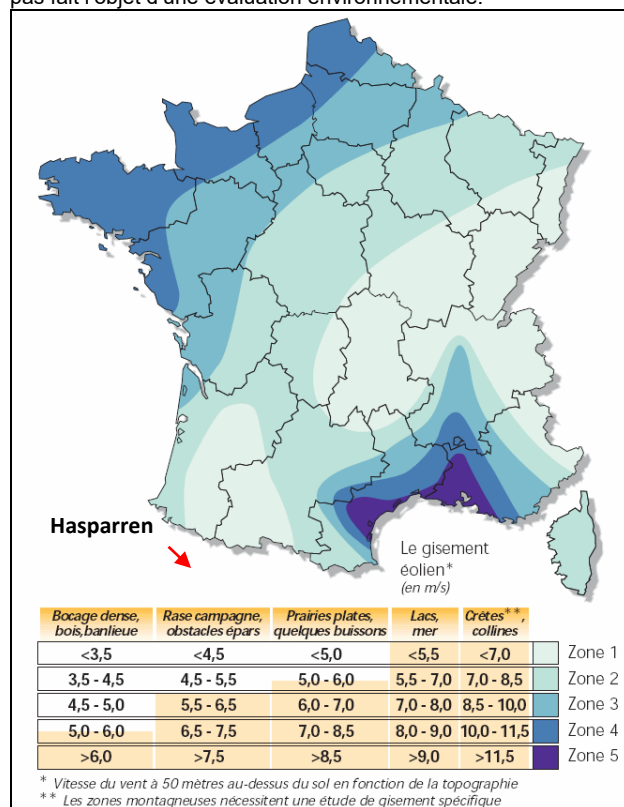 pas fait l'objet d'une évaluation environnementale.
Hasparren
Le gisement
éolien*
(en m/s)
Bocage dense, bois,banlieue Rase campagne, obstacles épars Prairies plates, quelques buissons Lacs, mer Crêtes**, collines
<3,5 <4,5 <5,0 <5,5 <7,0 Zone 1
3,5 - 4,5 4,5 - 5,5 5,0 - 6,0 5,5 - 7,0 7,0 - 8,5 Zone 2
4,5 - 5,0 5,5 - 6,5 6,0 - 7,0 7,0 - 8,0 8,5 - 10,0 Zone 3
5,0 - 6,0 6,5 - 7,5 7,0 - 8,5 8,0 - 9,0 10,0 - 11,5 Zone 4
>6,0 >7,5 >8,5 >9,0 >11,5 Zone 5
* Vitesse du vent à 50 mètres au-dessus du sol en fonction de la topographie
** Les zones montagneuses nécessitent une étude de gisement spécifique